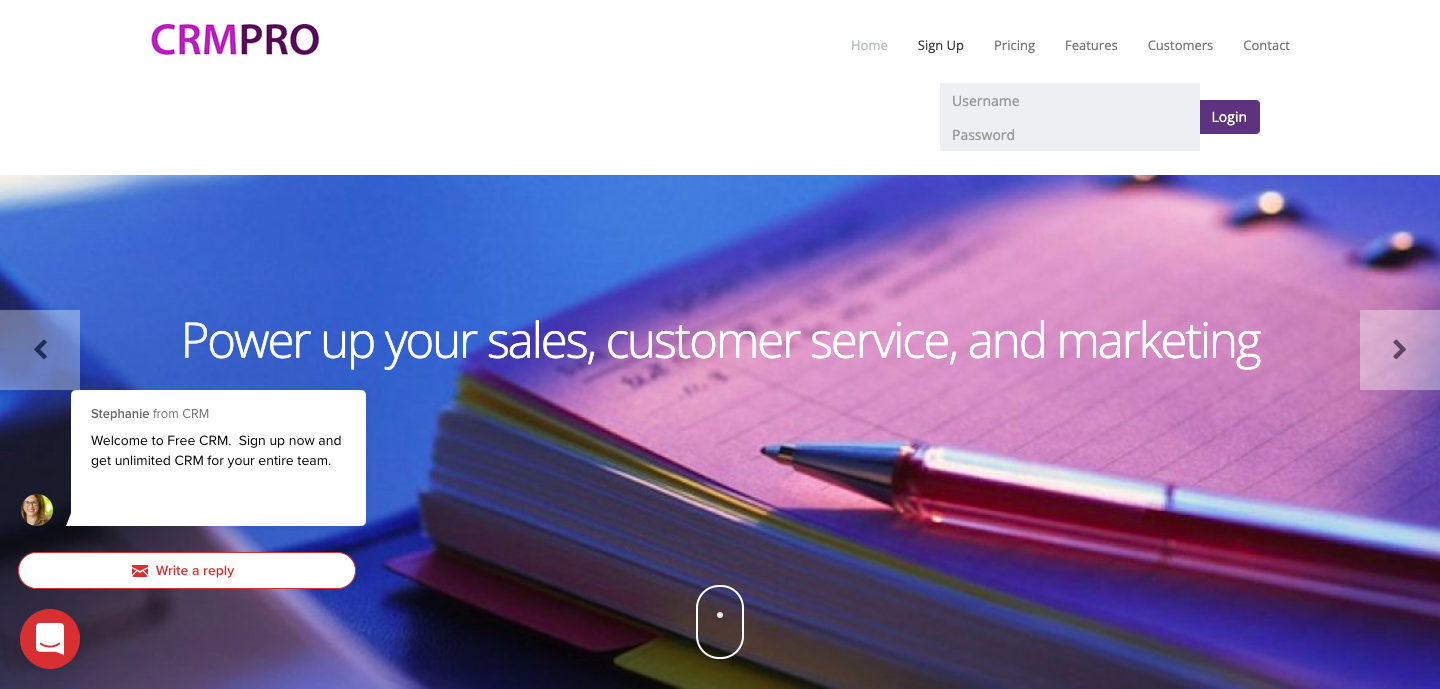 CRMPRO
Home Sign Up Pricing Features Customers Contact
Username
Login
Password
Power up your sales, customer service, and marketing
Stephanie from CRM
Welcome to Free CRM. Sign up now and
get unlimited CRM for your entire team.
Write a reply